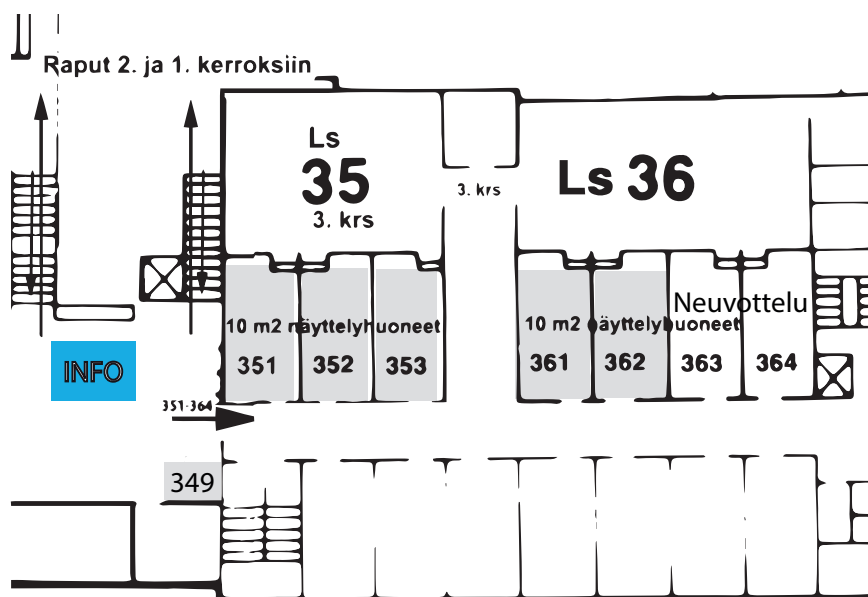 Raput 2. ja 1. kerroksiin
Ls
35
3. krs
3. krs
Ls 36
Neuvottelu
10 m2 näyttelyhuoneet
10 m2 näyttelyhuoneet
351
352
353
361
362
363
364
INFO
351-364
349